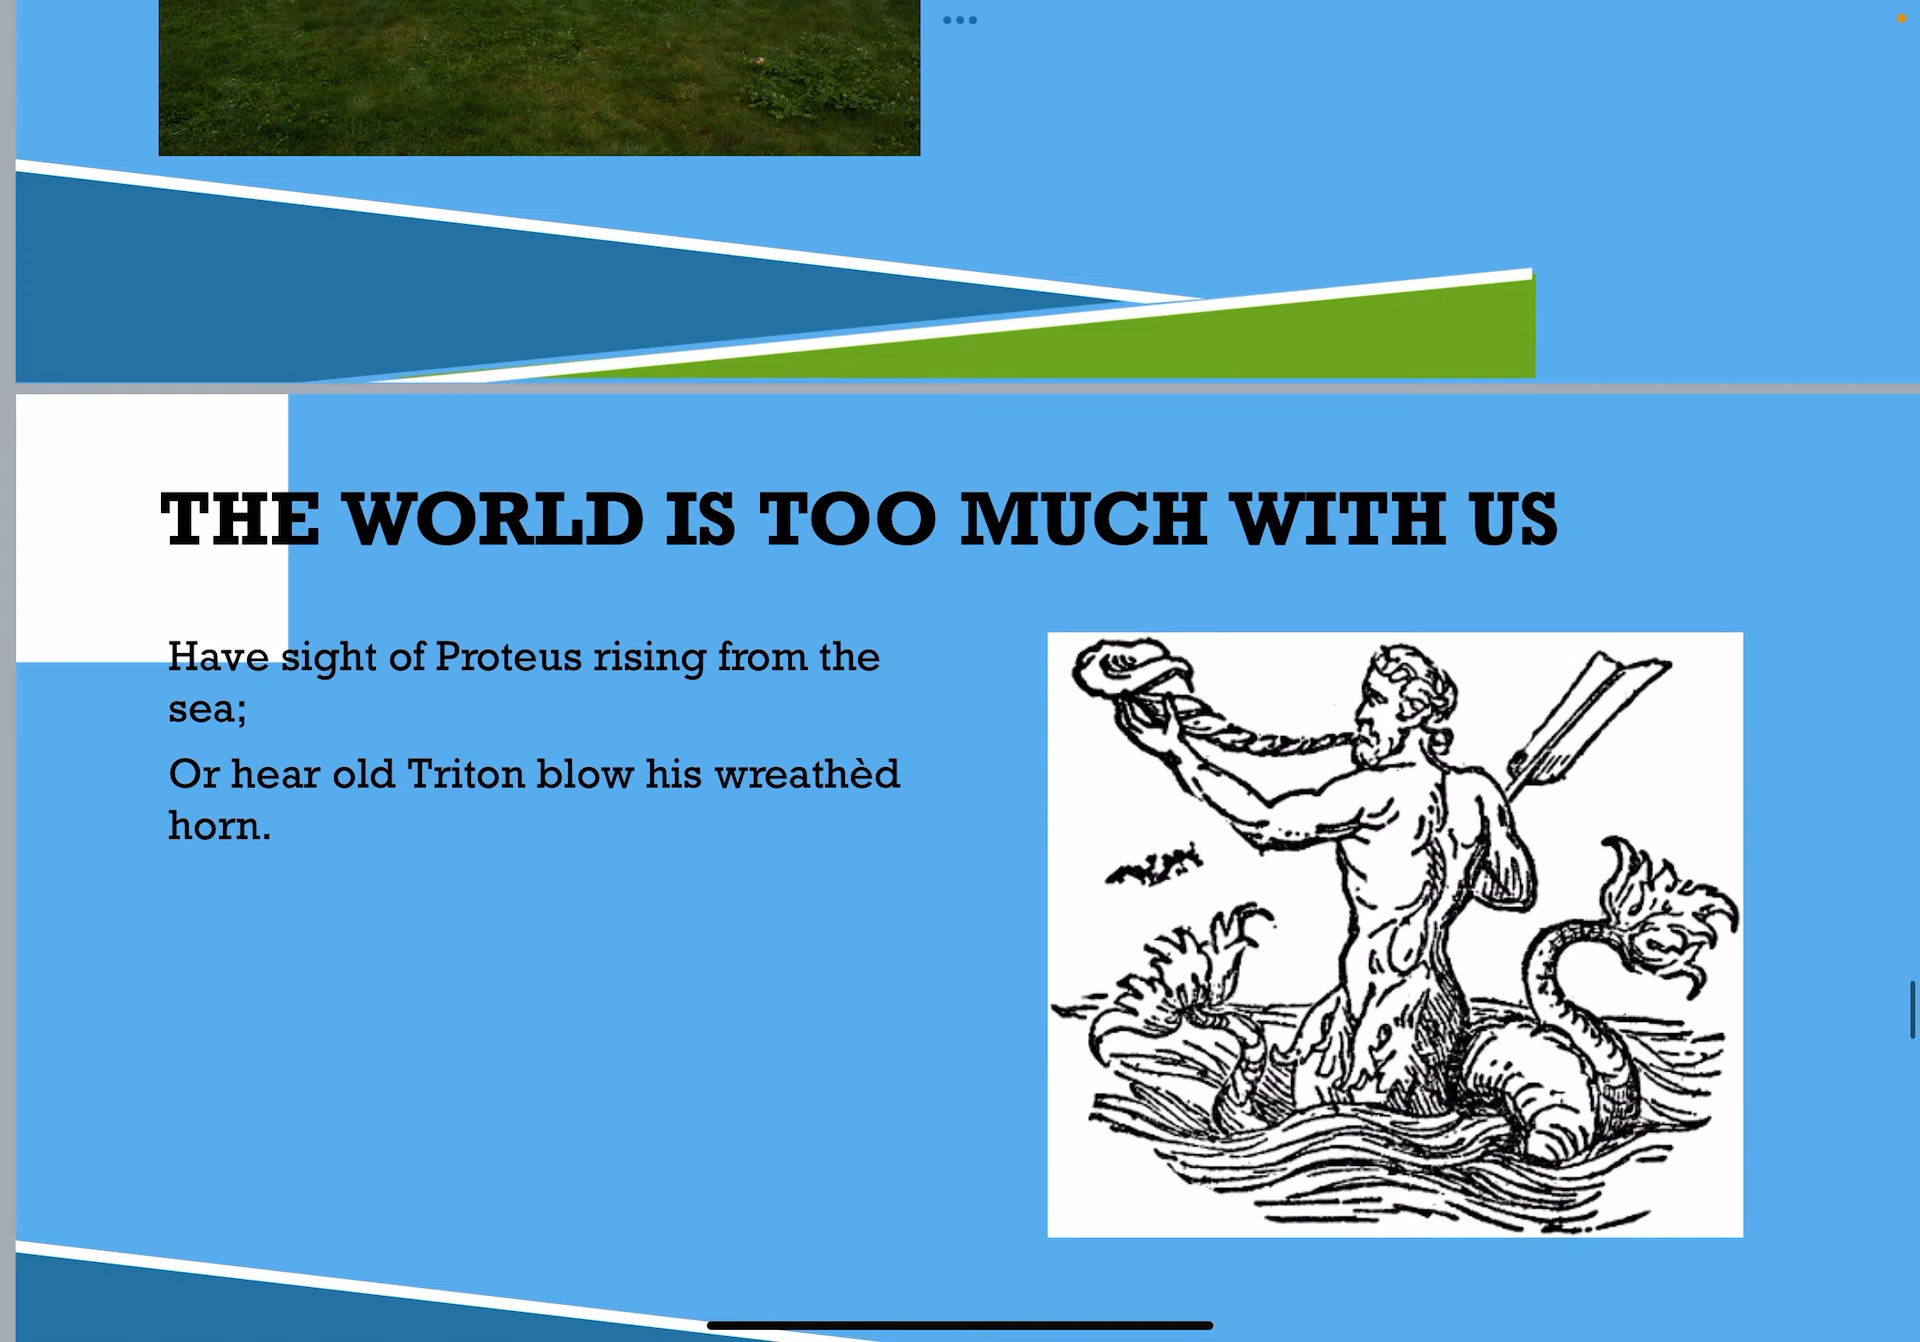 THE WORLD IS TOO MUCH WITH US
Have sight of Proteus rising from the
sea;
Or hear old Triton blow his wreathèd
horn.